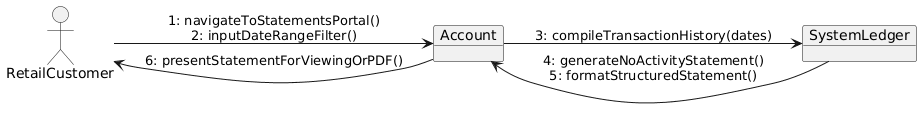 1: navigateToStatementsPortal()
2: inputDateRangeFilter()
6: presentStatementForViewingOrPDF()
RetailCustomer
Account
3: compileTransactionHistory(dates)
4: generateNoActivityStatement()
5: formatStructuredStatement()
SystemLedger